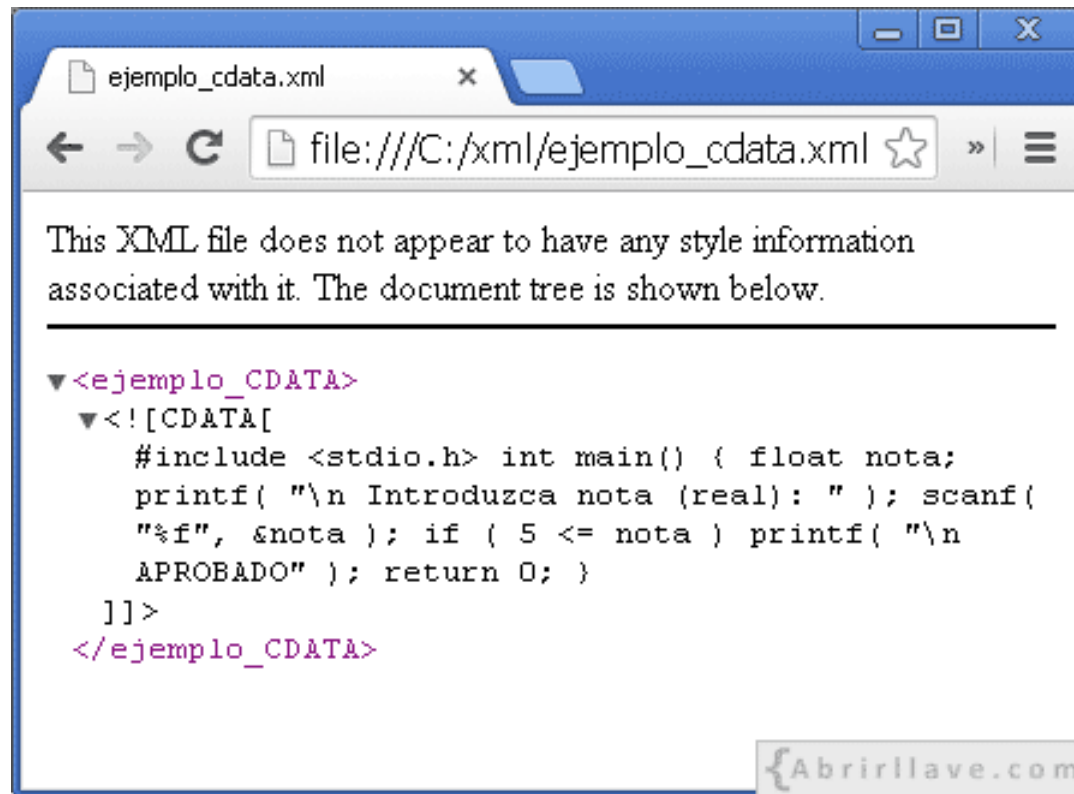 ejemplo_cdata.xml
file:///C:/xml/ejemplo_cdata.xml
This XML file does not appear to have any style information
associated with it. The document tree is shown below.
<ejemplo_CDATA>
<![CDATA[
#include <stdio.h> int main() { float nota;
printf( "\n Introduzca nota (real): " ); scanf(
"%f", &nota ); if ( 5 <= nota ) printf( "\n
APROBADO" ); return 0; }
]]>
</ejemplo_CDATA>
{Abrirllave.com